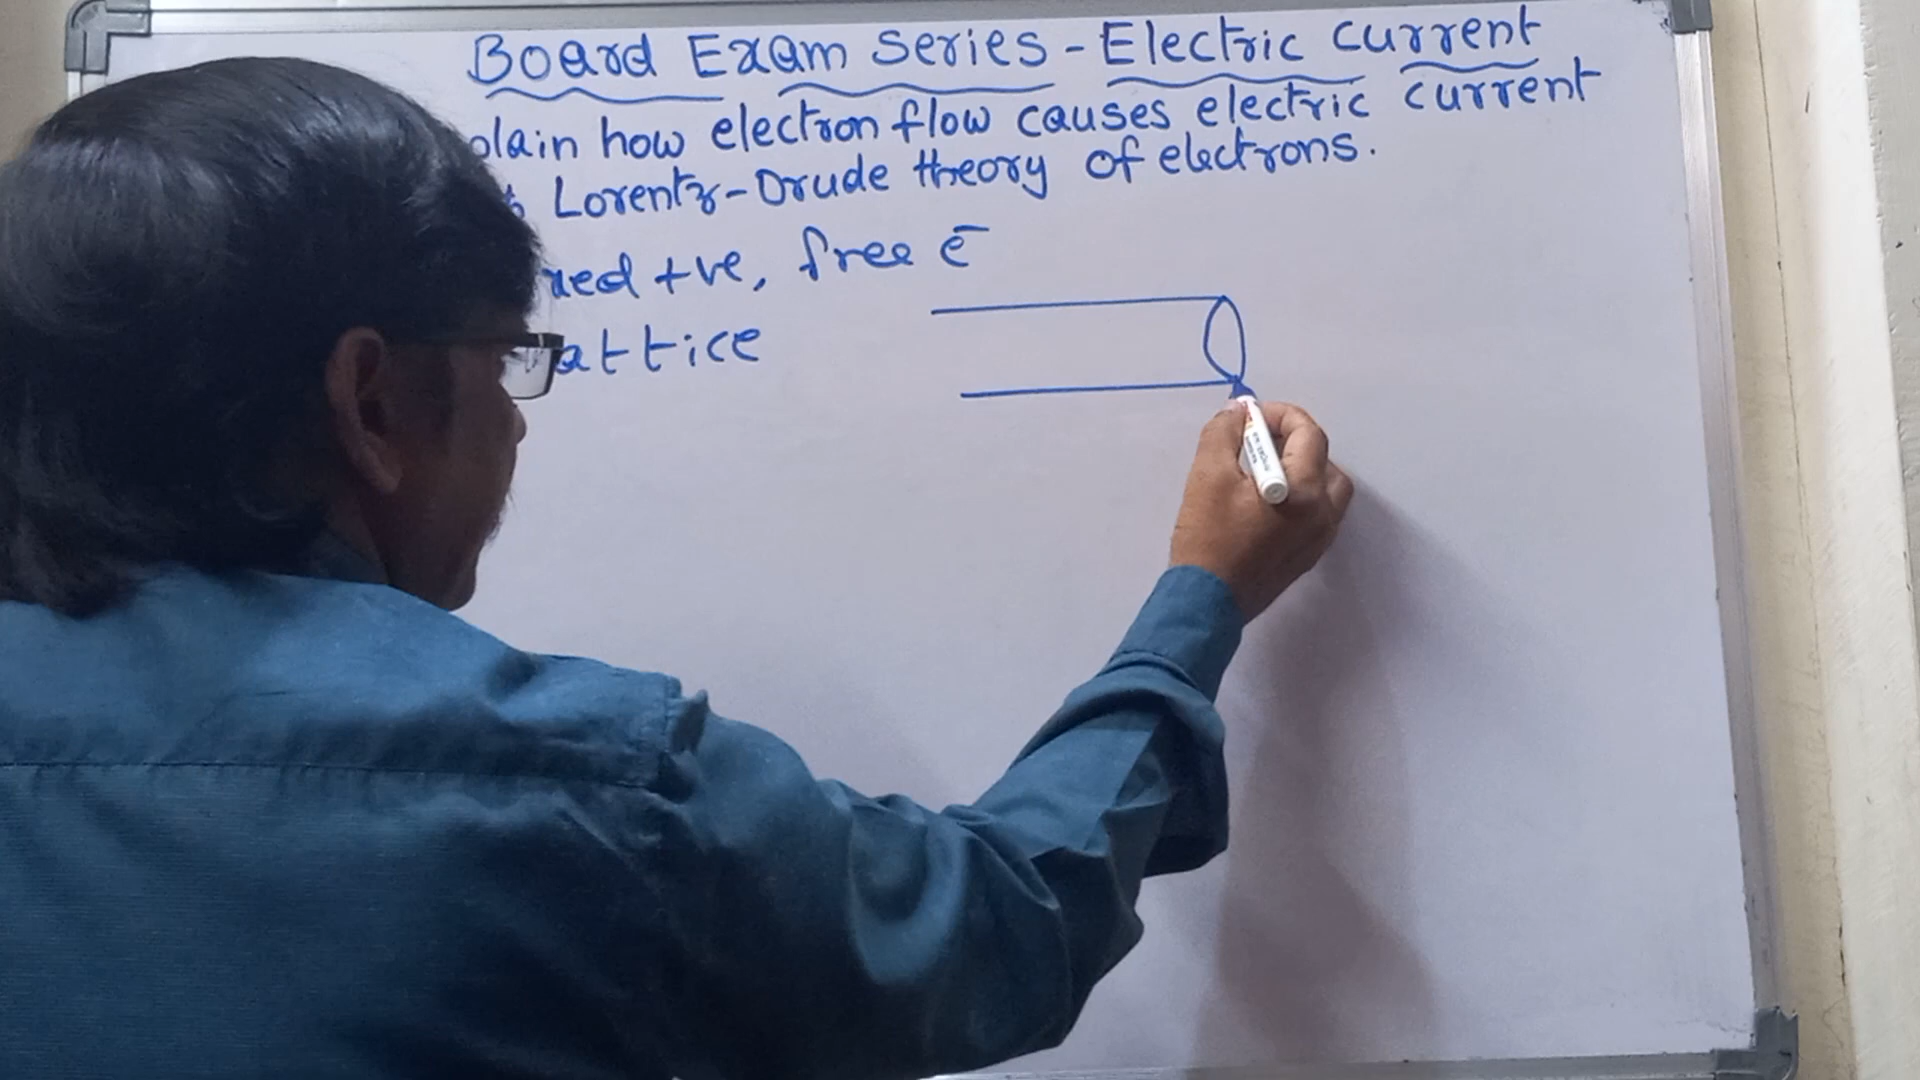 Board Exam Series - Electric current
plain how electron flow causes electric current
Lorentz-Drude theory of electrons.
xed +ve, free e⁻
attice